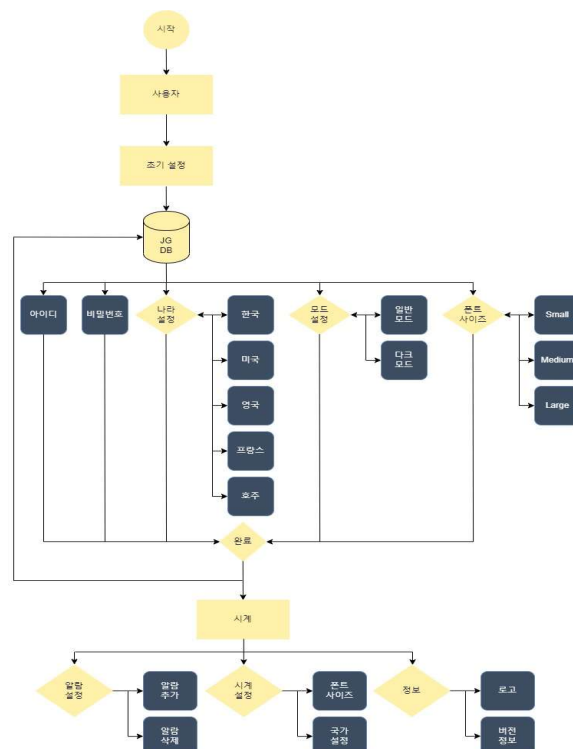 시작
사용자
초기 설정
JG
DB
아이디
비밀번호
나라
설정
한국
미국
영국
프랑스
호주
모드
설정
일반
모드
다크
모드
폰트
사이즈
Small
Medium
Large
완료
시계
알람
설정
알람
추가
알람
삭제
시계
설정
폰트
사이즈
국가
설정
정보
로고
버전
정보